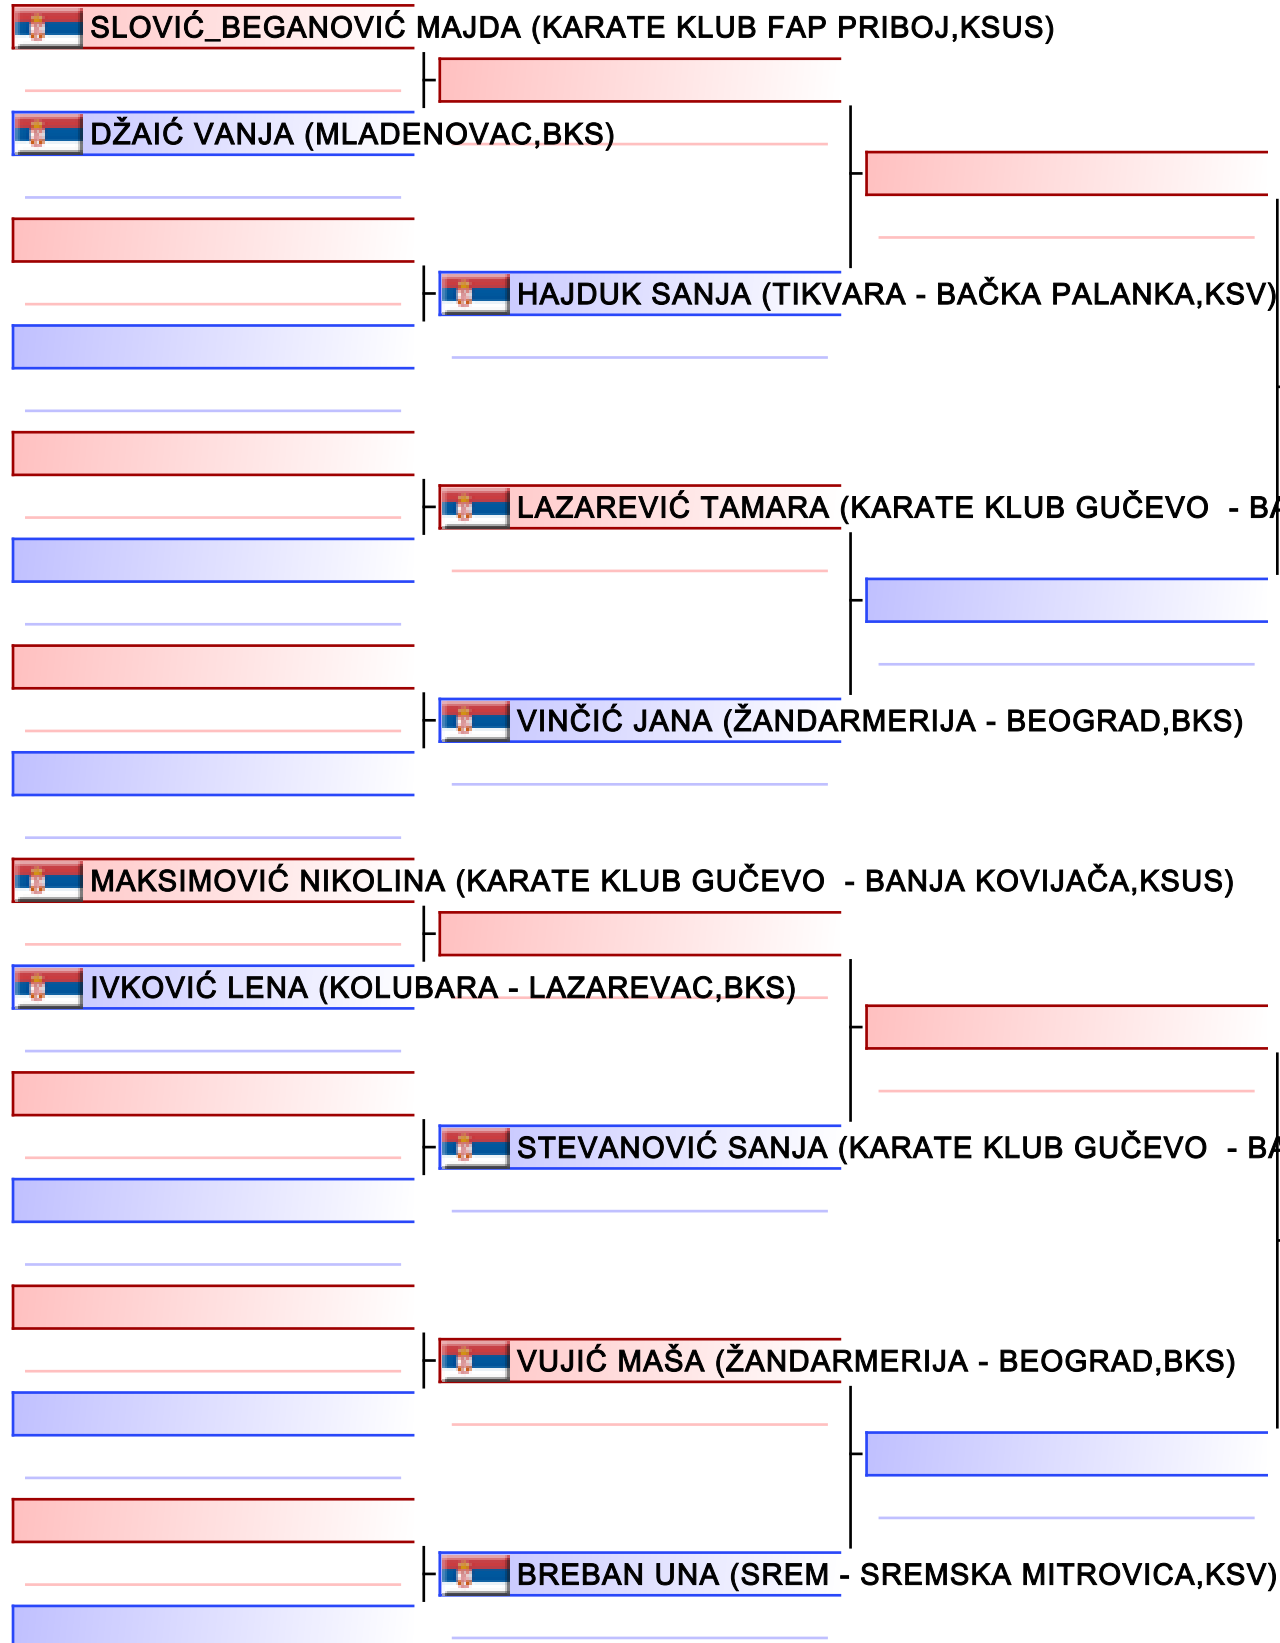 SLOVIĆ_BEGANOVIĆ MAJDA (KARATE KLUB FAP PRIBOJ,KSUS)
DŽAIĆ VANJA (MLADENOVAC,BKS)
HAJDUK SANJA (TIKVARA - BAČKA PALANKA,KSV)
LAZAREVIĆ TAMARA (KARATE KLUB GUČEVO  - BA
VINČIĆ JANA (ŽANDARMERIJA - BEOGRAD,BKS)
MAKSIMOVIĆ NIKOLINA (KARATE KLUB GUČEVO  - BANJA KOVIJAČA,KSUS)
IVKOVIĆ LENA (KOLUBARA - LAZAREVAC,BKS)
STEVANOVIĆ SANJA (KARATE KLUB GUČEVO  - BA
VUJIĆ MAŠA (ŽANDARMERIJA - BEOGRAD,BKS)
BREBAN UNA (SREM - SREMSKA MITROVICA,KSV)